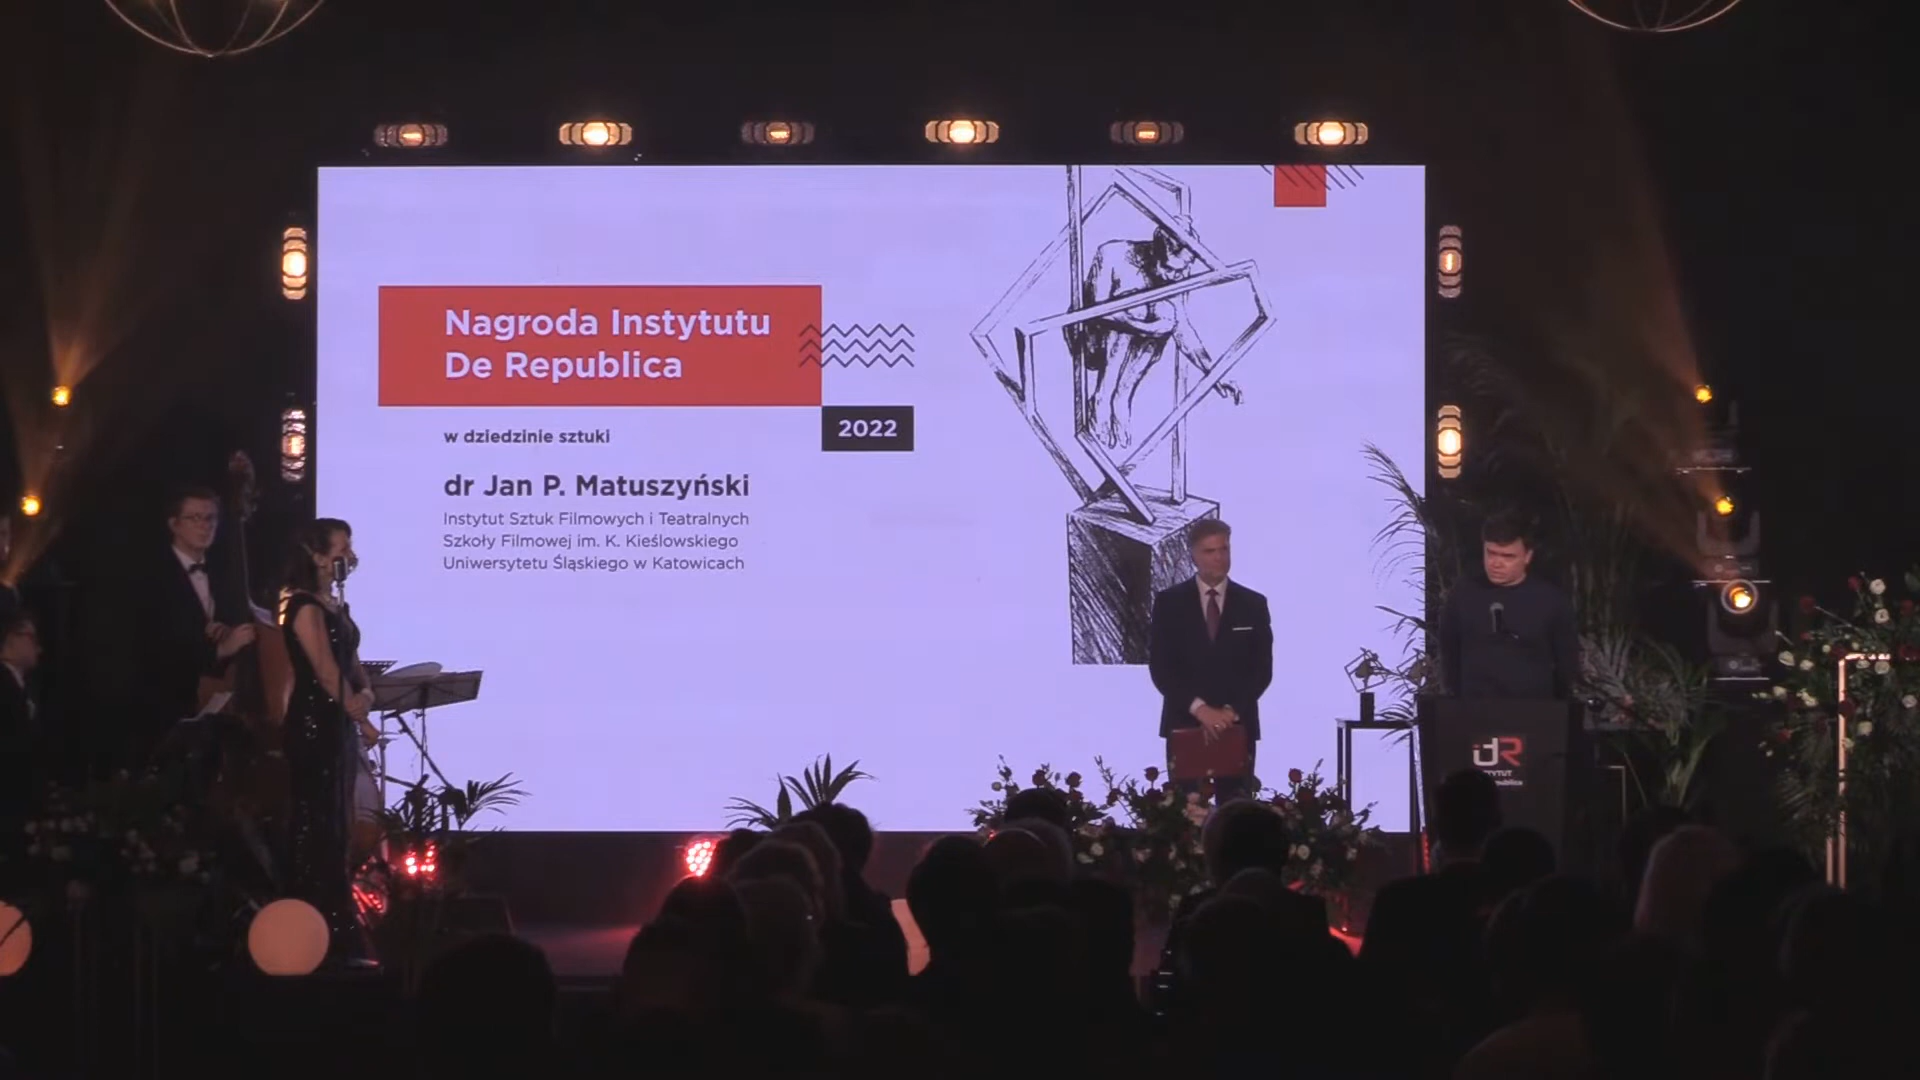 Nagroda Instytutu
De Republica
2022
w dziedzinie sztuki
dr Jan P. Matuszyński
Instytut Sztuk Filmowych i Teatralnych
Szkoły Filmowej im. K. Kieślowskiego
Uniwersytetu Śląskiego w Katowicach
idR